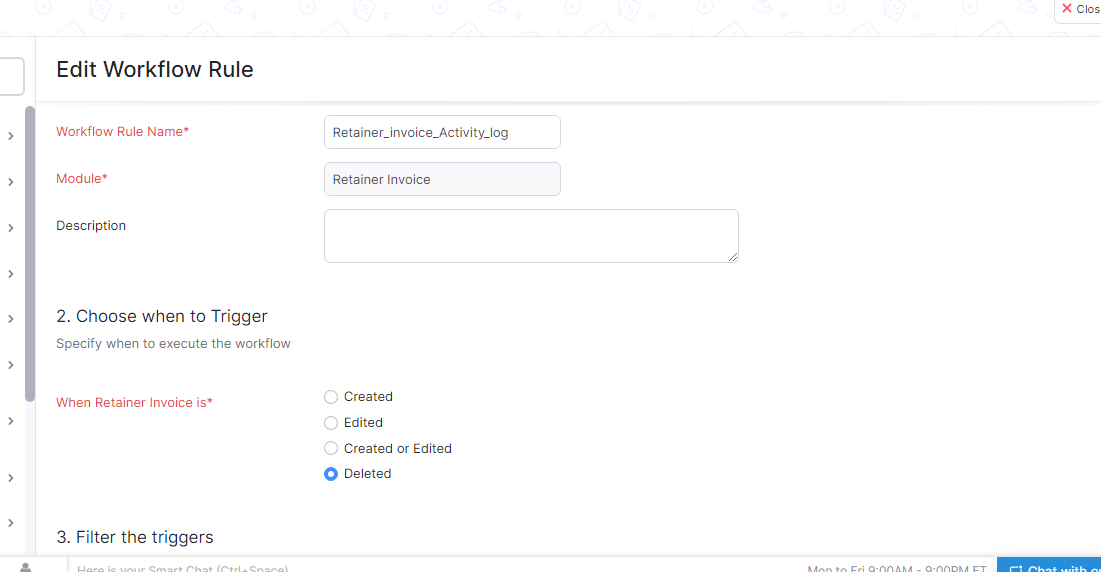 Clos
Edit Workflow Rule
Workflow Rule Name*
Retainer_invoice_Activity_log
Module*
Retainer Invoice
Description
2. Choose when to Trigger
Specify when to execute the workflow
When Retainer Invoice is*
Created
Edited
Created or Edited
Deleted
3. Filter the triggers
Here is your Smart Chat (Ctrl+Space)
Mon to Fri 9:00AM - 9:00PM ET
Chat with o